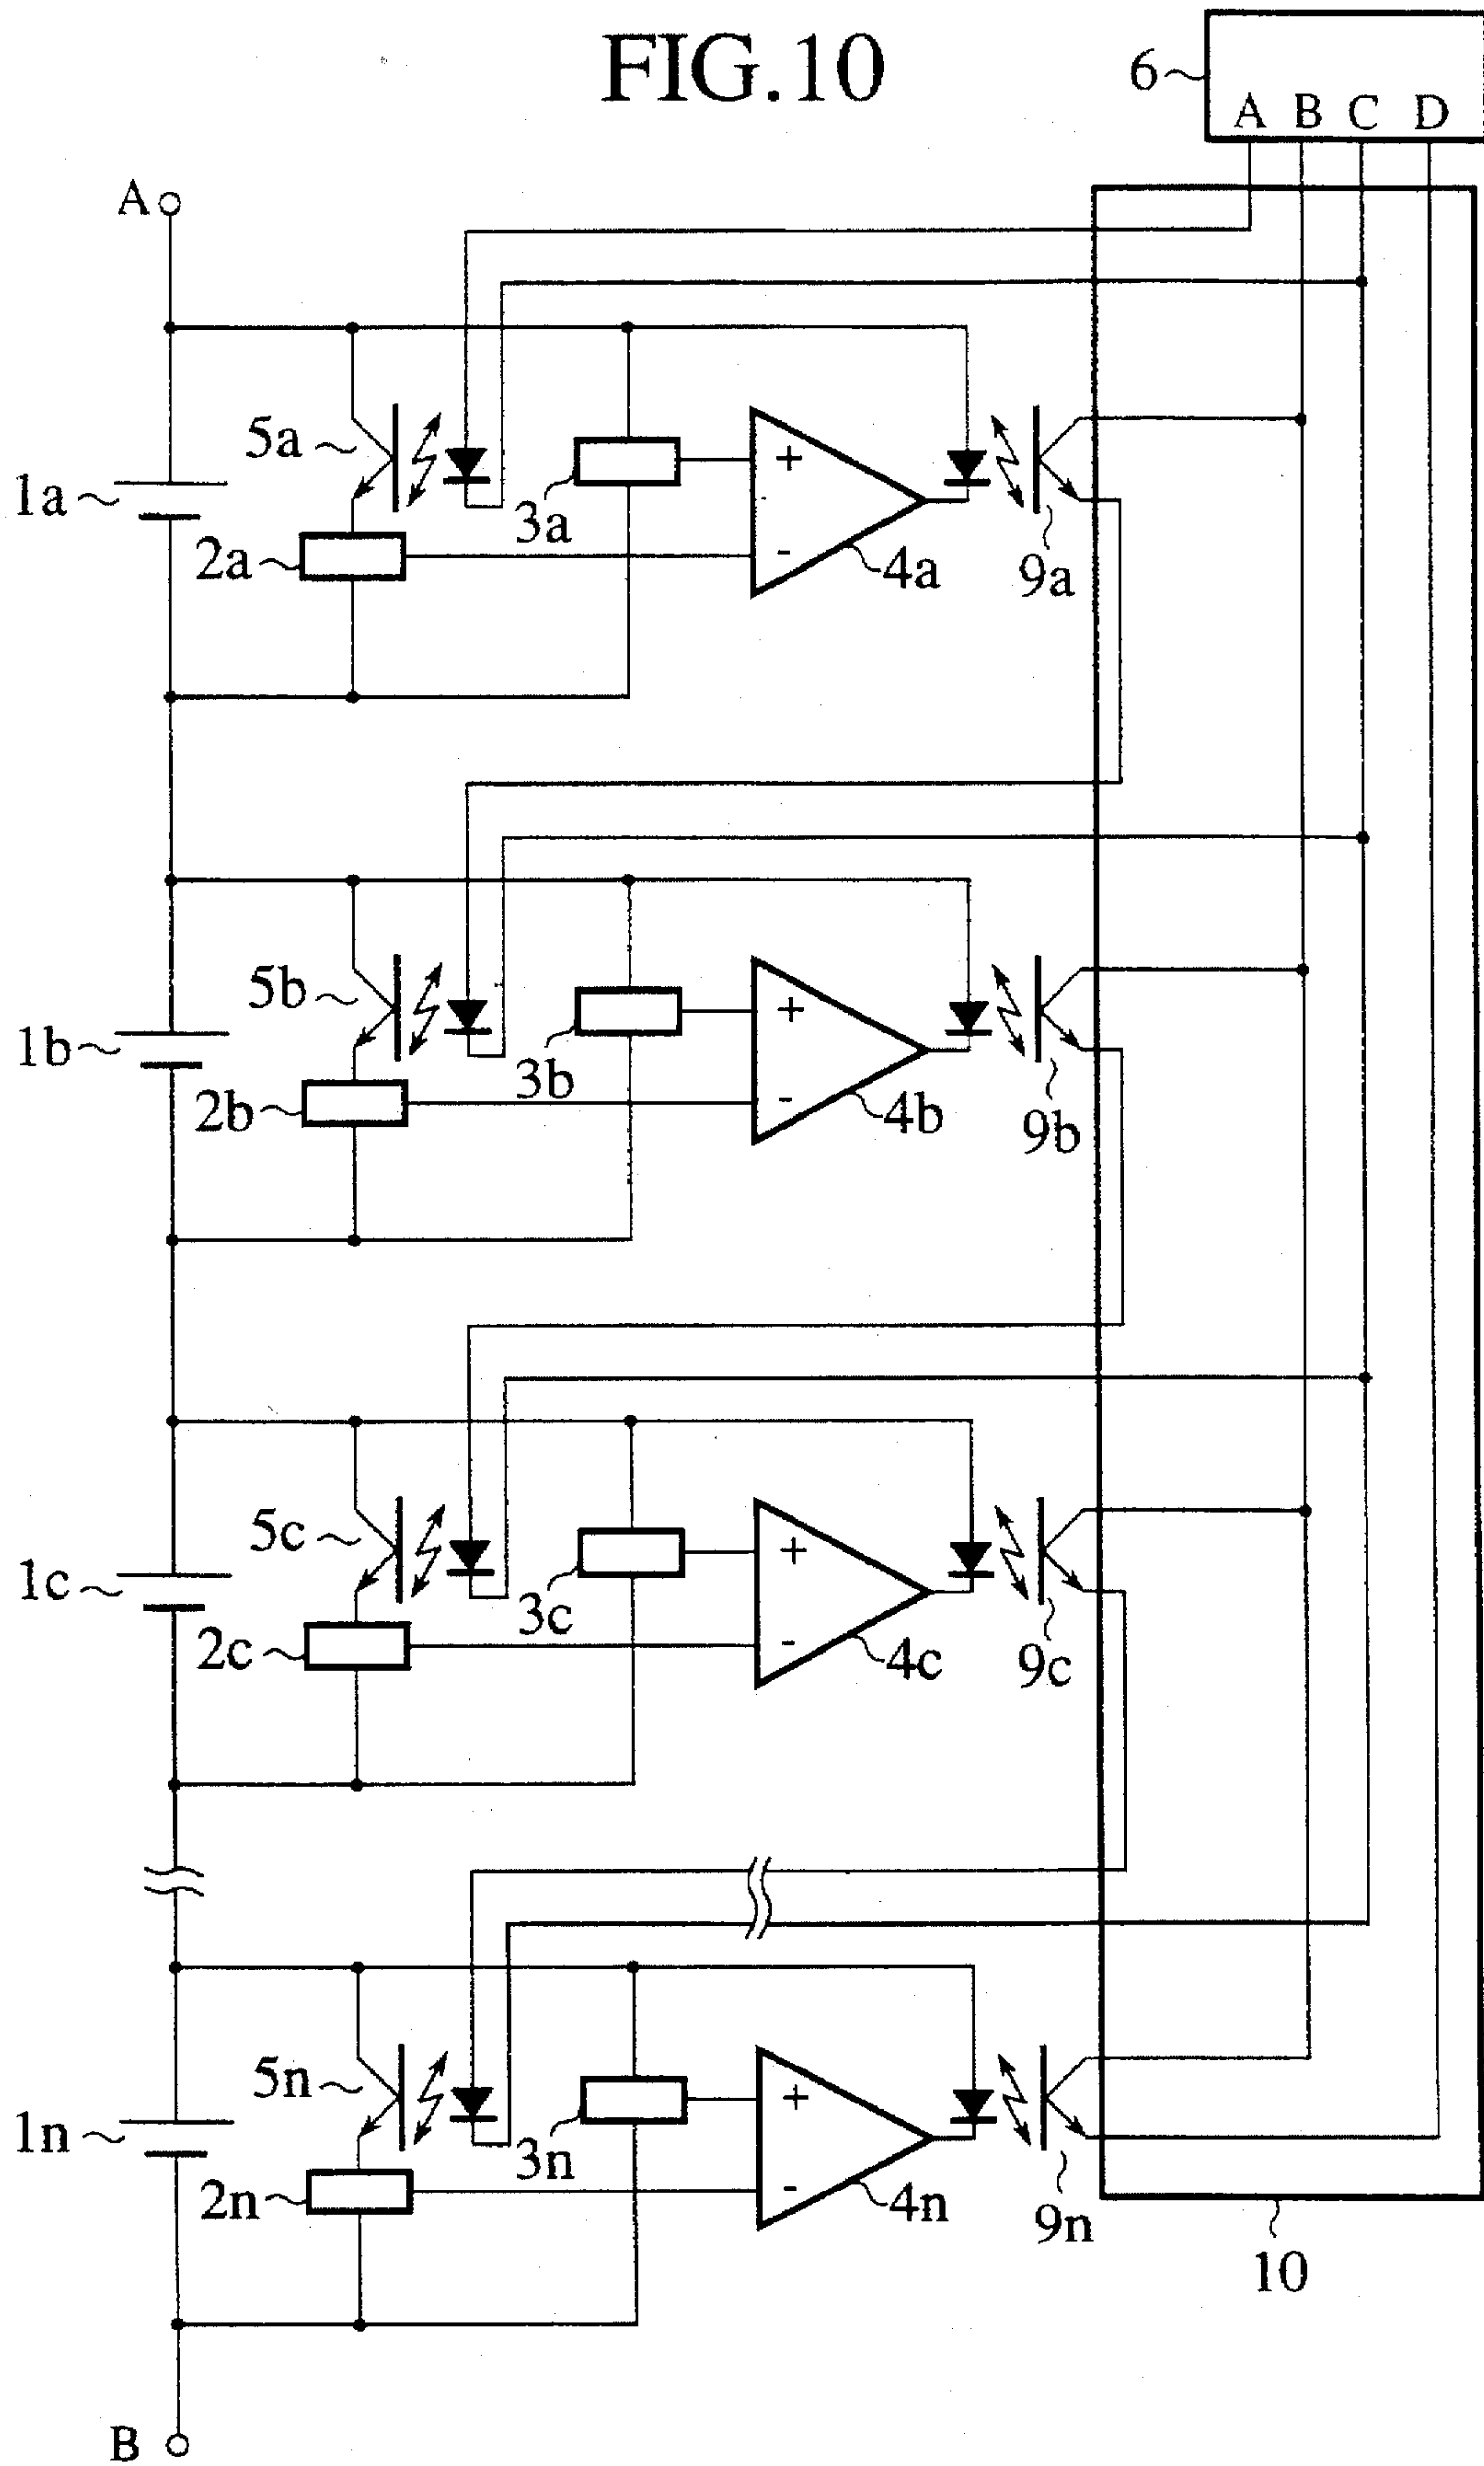 FIG.10
6
A B C D
A
5a
1a
3a
2a
+
-
4a
9a
5b
1b
3b
2b
+
-
4b
9b
5c
1c
3c
2c
+
-
4c
9c
5n
1n
3n
2n
+
-
4n
9n
10
B